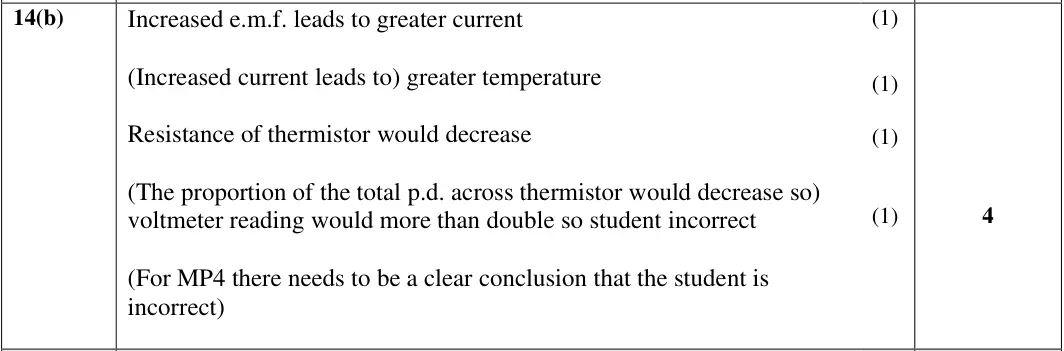 14(b) Increased e.m.f. leads to greater current (1)
(Increased current leads to) greater temperature (1)
Resistance of thermistor would decrease (1)
(The proportion of the total p.d. across thermistor would decrease so)
voltmeter reading would more than double so student incorrect (1) 4
(For MP4 there needs to be a clear conclusion that the student is
incorrect)